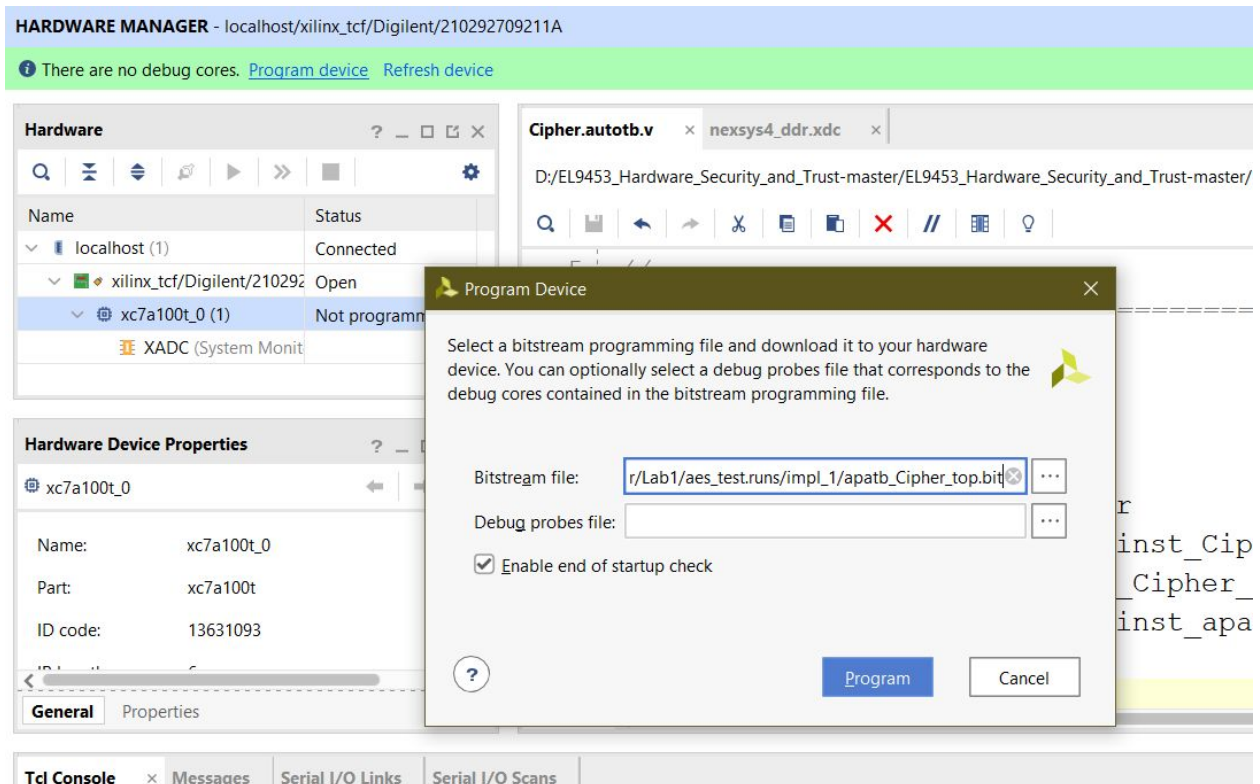 HARDWARE MANAGER - localhost/xilinx_tcf/Digilent/210292709211A
There are no debug cores. Program device Refresh device
Hardware
Name Status
localhost (1) Connected
xilinx_tcf/Digilent/210292 Open
xc7a100t_0 (1) Not programm
XADC (System Monit
Hardware Device Properties
xc7a100t_0
Name: xc7a100t_0
Part: xc7a100t
ID code: 13631093
General Properties
Cipher.autotb.v nexsys4_ddr.xdc
D:/EL9453_Hardware_Security_and_Trust-master/EL9453_Hardware_Security_and_Trust-master/
Program Device
Select a bitstream programming file and download it to your hardware
device. You can optionally select a debug probes file that corresponds to the
debug cores contained in the bitstream programming file.
Bitstream file: r/Lab1/aes_test.runs/impl_1/apatb_Cipher_top.bit
Debug probes file:
Enable end of startup check
? Program Cancel
r
inst_Cip
_Cipher_
inst_apa
Tcl Console Messages Serial I/O Links Serial I/O Scans